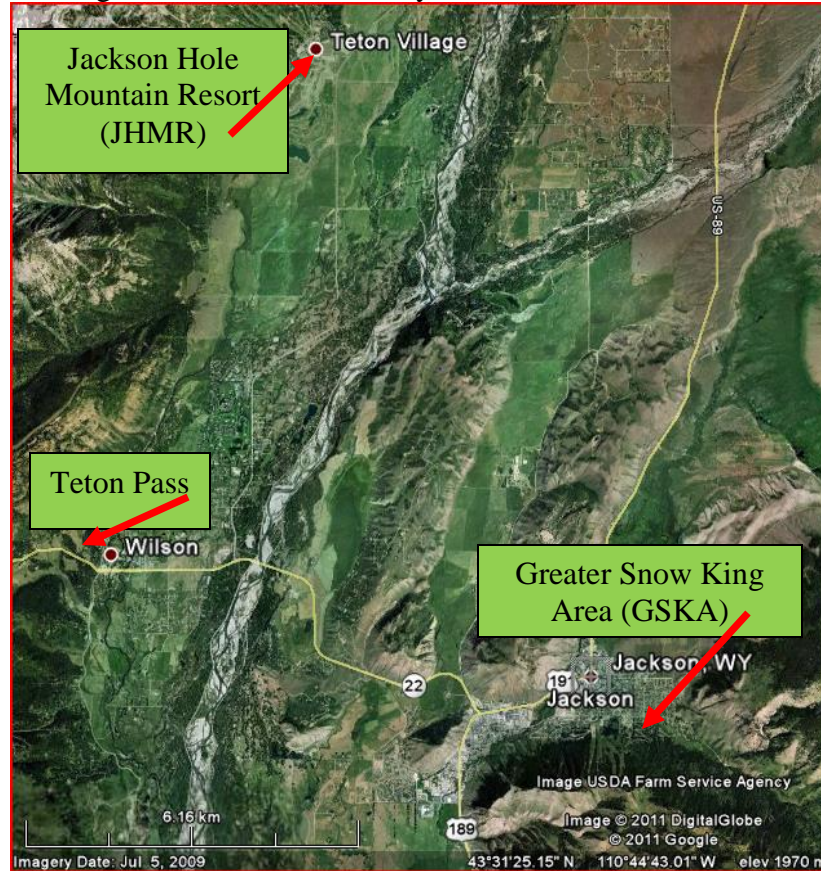 Jackson Hole
Mountain Resort
(JHMR)
Teton Village
US-89
Teton Pass
Wilson
Greater Snow King
Area (GSKA)
Jackson, WY
191
Jackson
22
Image USDA Farm Service Agency
6.16 km
Image © 2011 DigitalGlobe
189
© 2011 Google
Imagery Date: Jul 5, 2009
43°31'25.15" N 110°44'43.01" W elev 1970 m